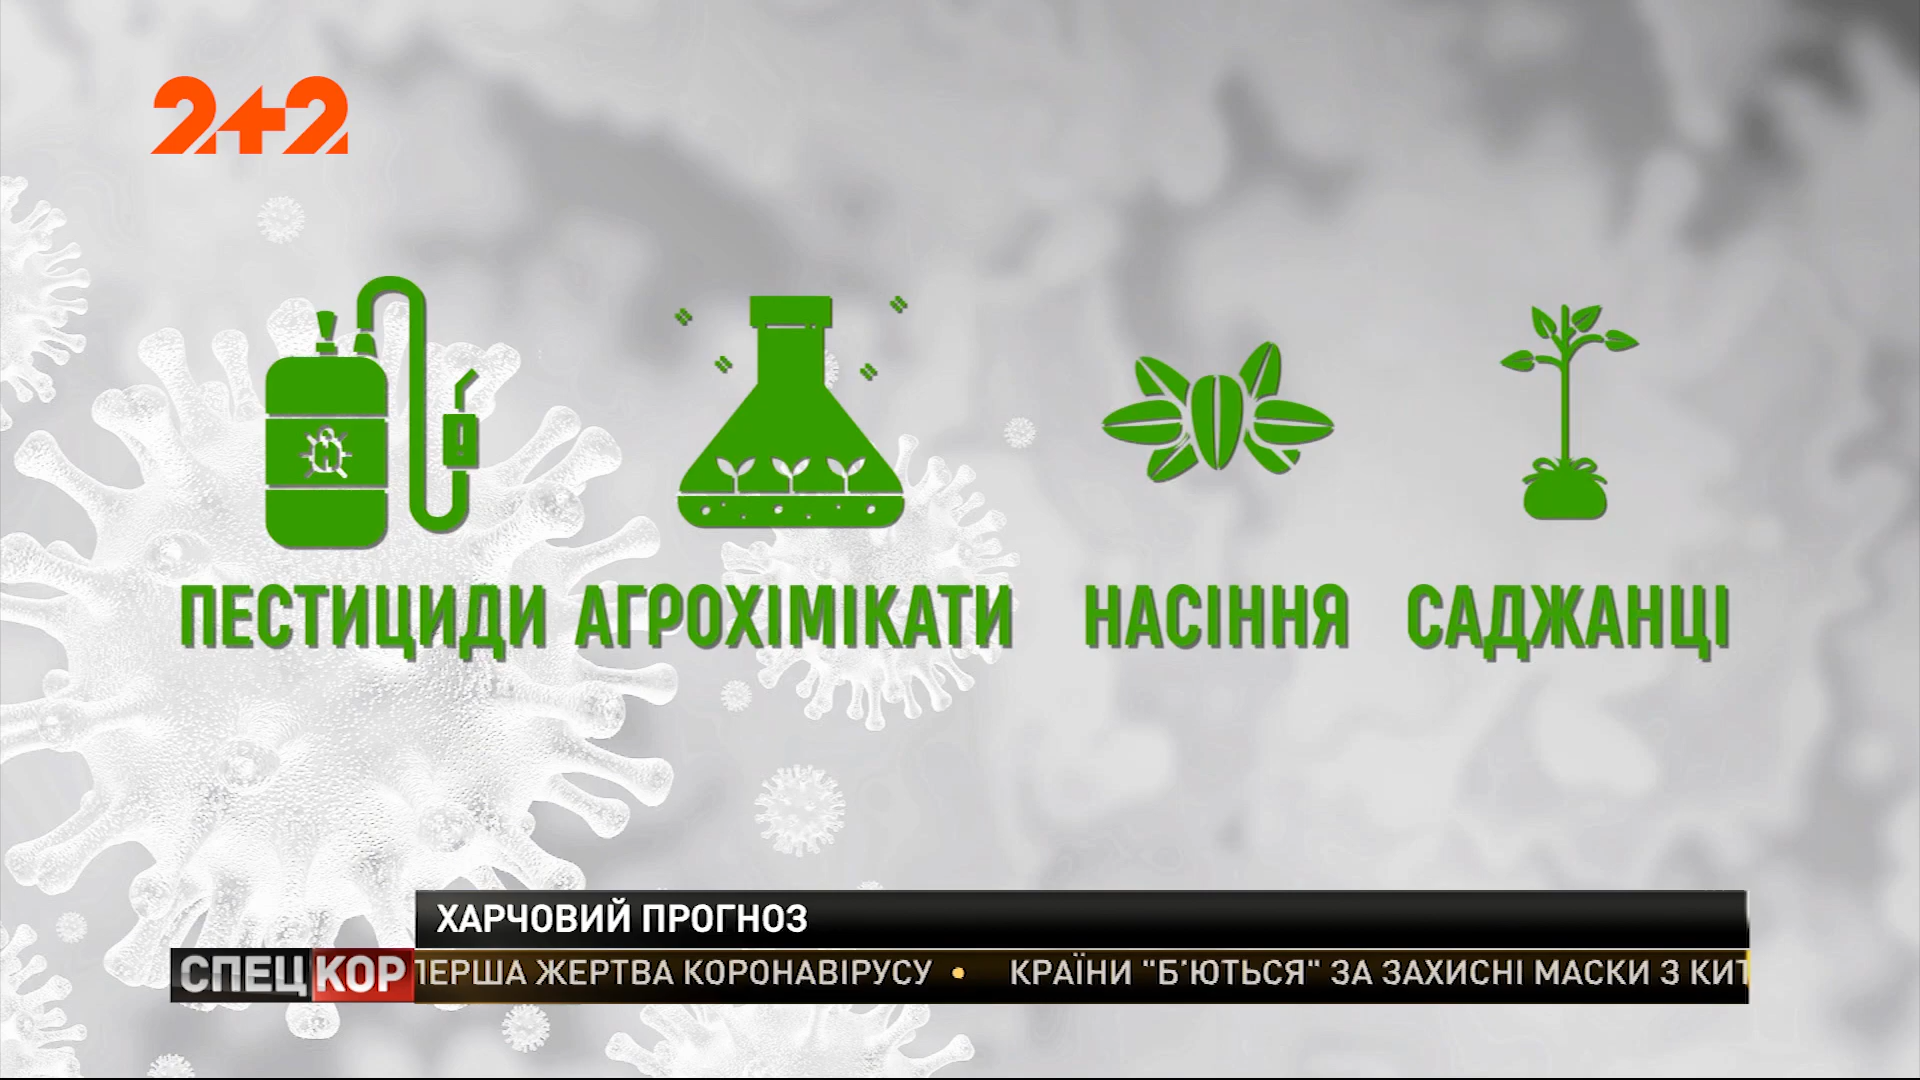 2+2
ПЕСТИЦИДИ АГРОХІМІКАТИ НАСІННЯ САДЖАНЦІ
ХАРЧОВИЙ ПРОГНОЗ
СПЕЦКОР ПЕРША ЖЕРТВА КОРОНАВІРУСУ • КРАЇНИ "Б'ЮТЬСЯ" ЗА ЗАХИСНІ МАСКИ З КИТ